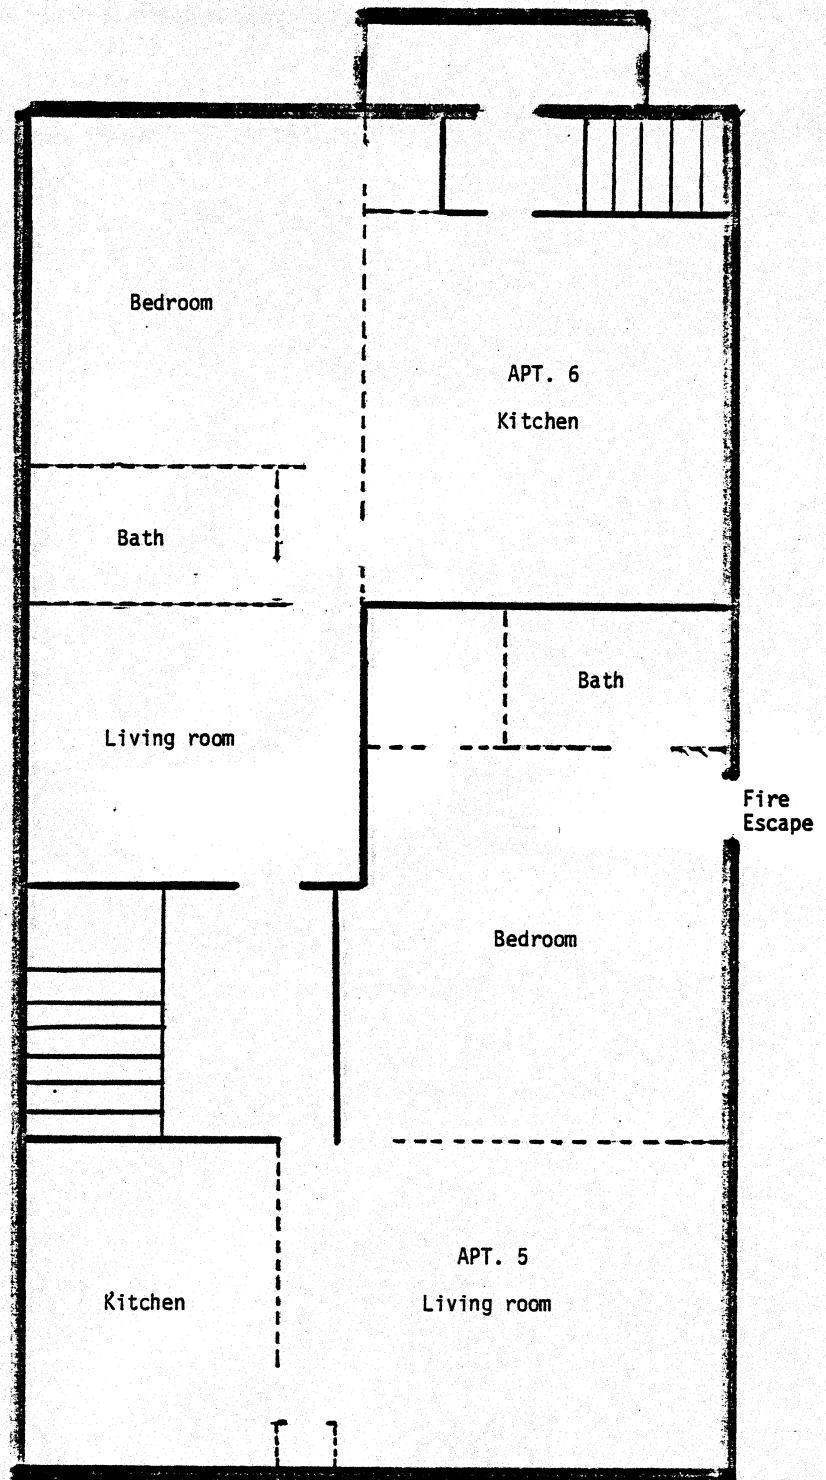 Bedroom
APT. 6
Kitchen
Bath
Bath
Living room
Fire
Escape
Bedroom
APT. 5
Kitchen
Living room